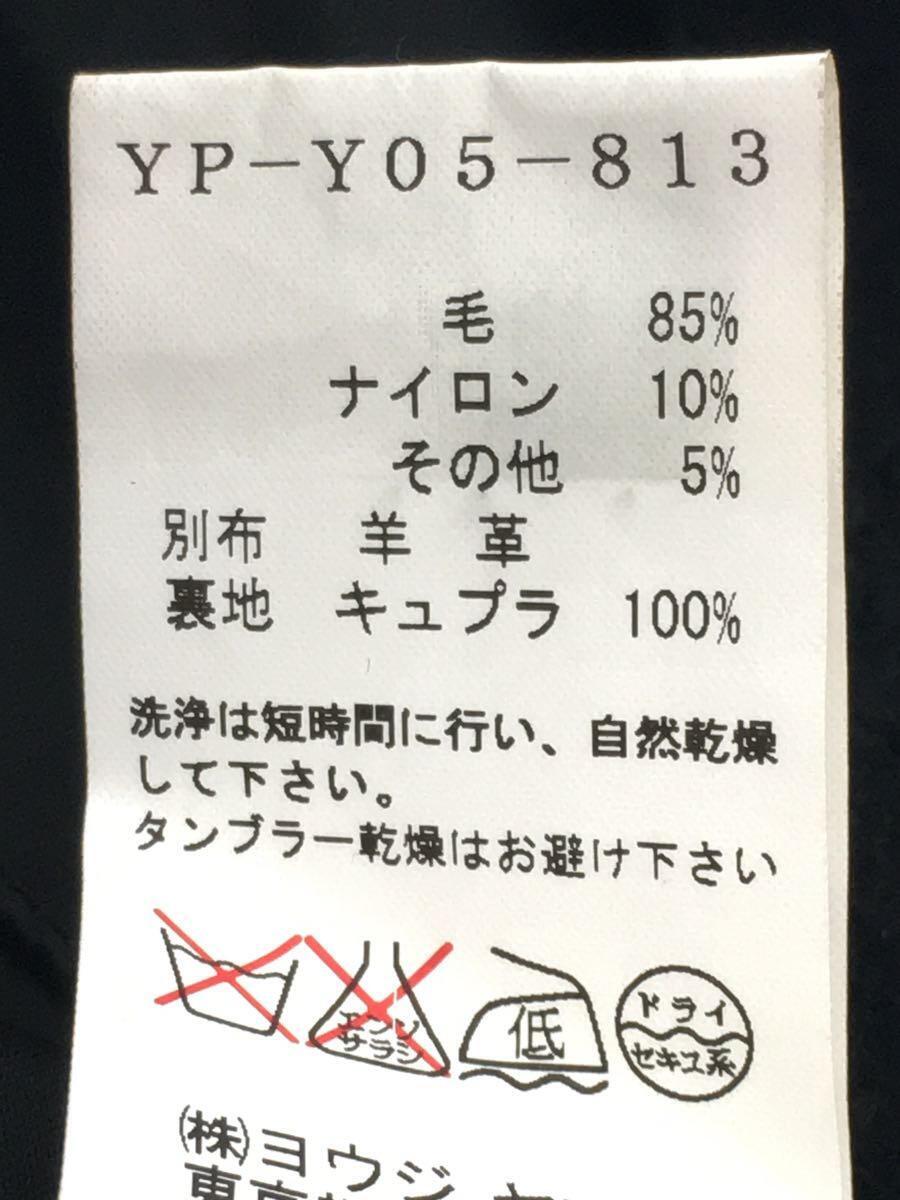 YP-Y05-813
毛 85%
ナイロン 10%
その他 5%
別布 羊 革
裏地 キュプラ 100%
洗浄は短時間に行い、自然乾燥
して下さい。
タンブラー乾燥はお避け下さい
エンソ
サラシ
低
ドライ
セキユ系
(株)ヨウジ
東京